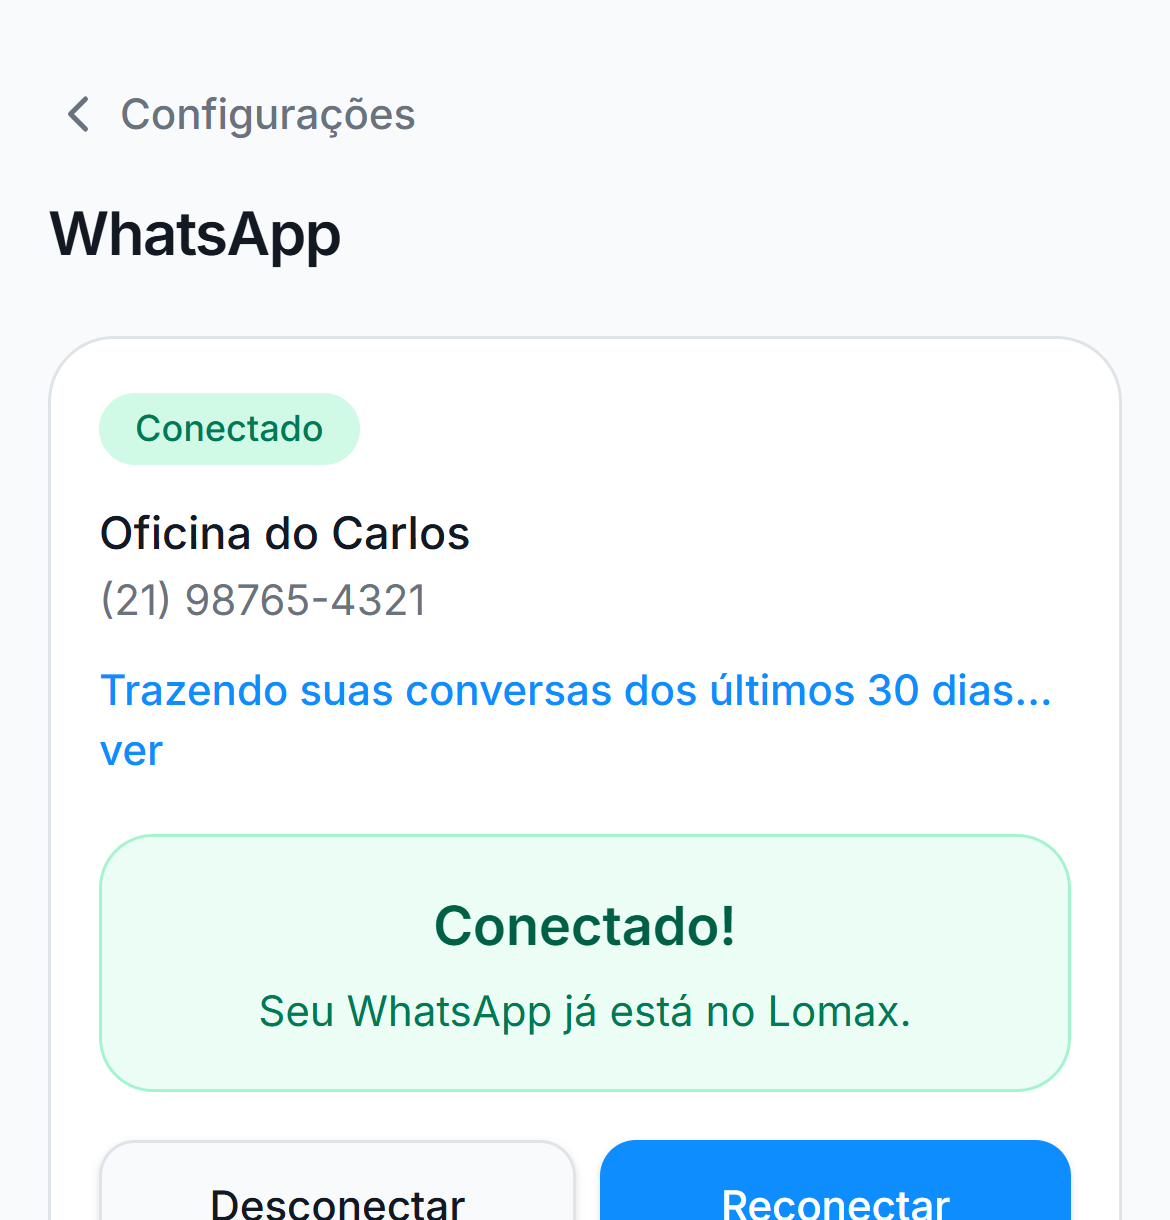 Configurações
WhatsApp
Conectado
Oficina do Carlos
(21) 98765-4321
Trazendo suas conversas dos últimos 30 dias...
ver
Conectado!
Seu WhatsApp já está no Lomax.
Desconectar
Reconectar